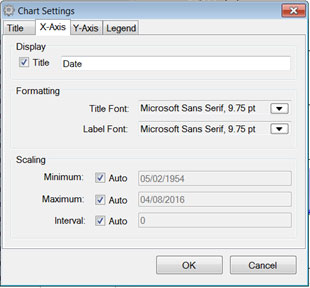 Chart Settings
Title X-Axis Y-Axis Legend
Display
Title Date
Formatting
Title Font: Microsoft Sans Serif, 9.75 pt
Label Font: Microsoft Sans Serif, 9.75 pt
Scaling
Minimum: Auto 05/02/1954
Maximum: Auto 04/08/2016
Interval: Auto 0
OK Cancel